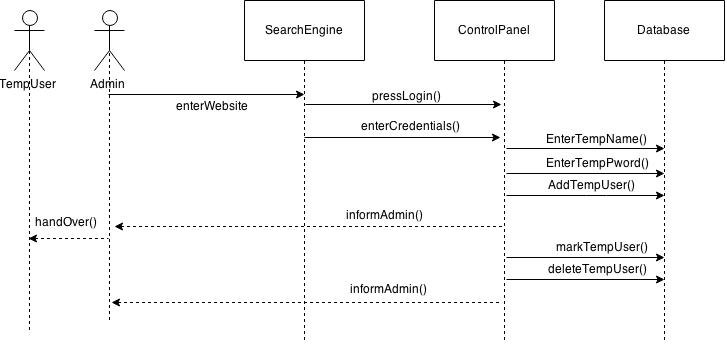 SearchEngine
ControlPanel
Database
TempUser
Admin
enterWebsite
pressLogin()
enterCredentials()
EnterTempName()
EnterTempPword()
AddTempUser()
informAdmin()
handOver()
markTempUser()
deleteTempUser()
informAdmin()